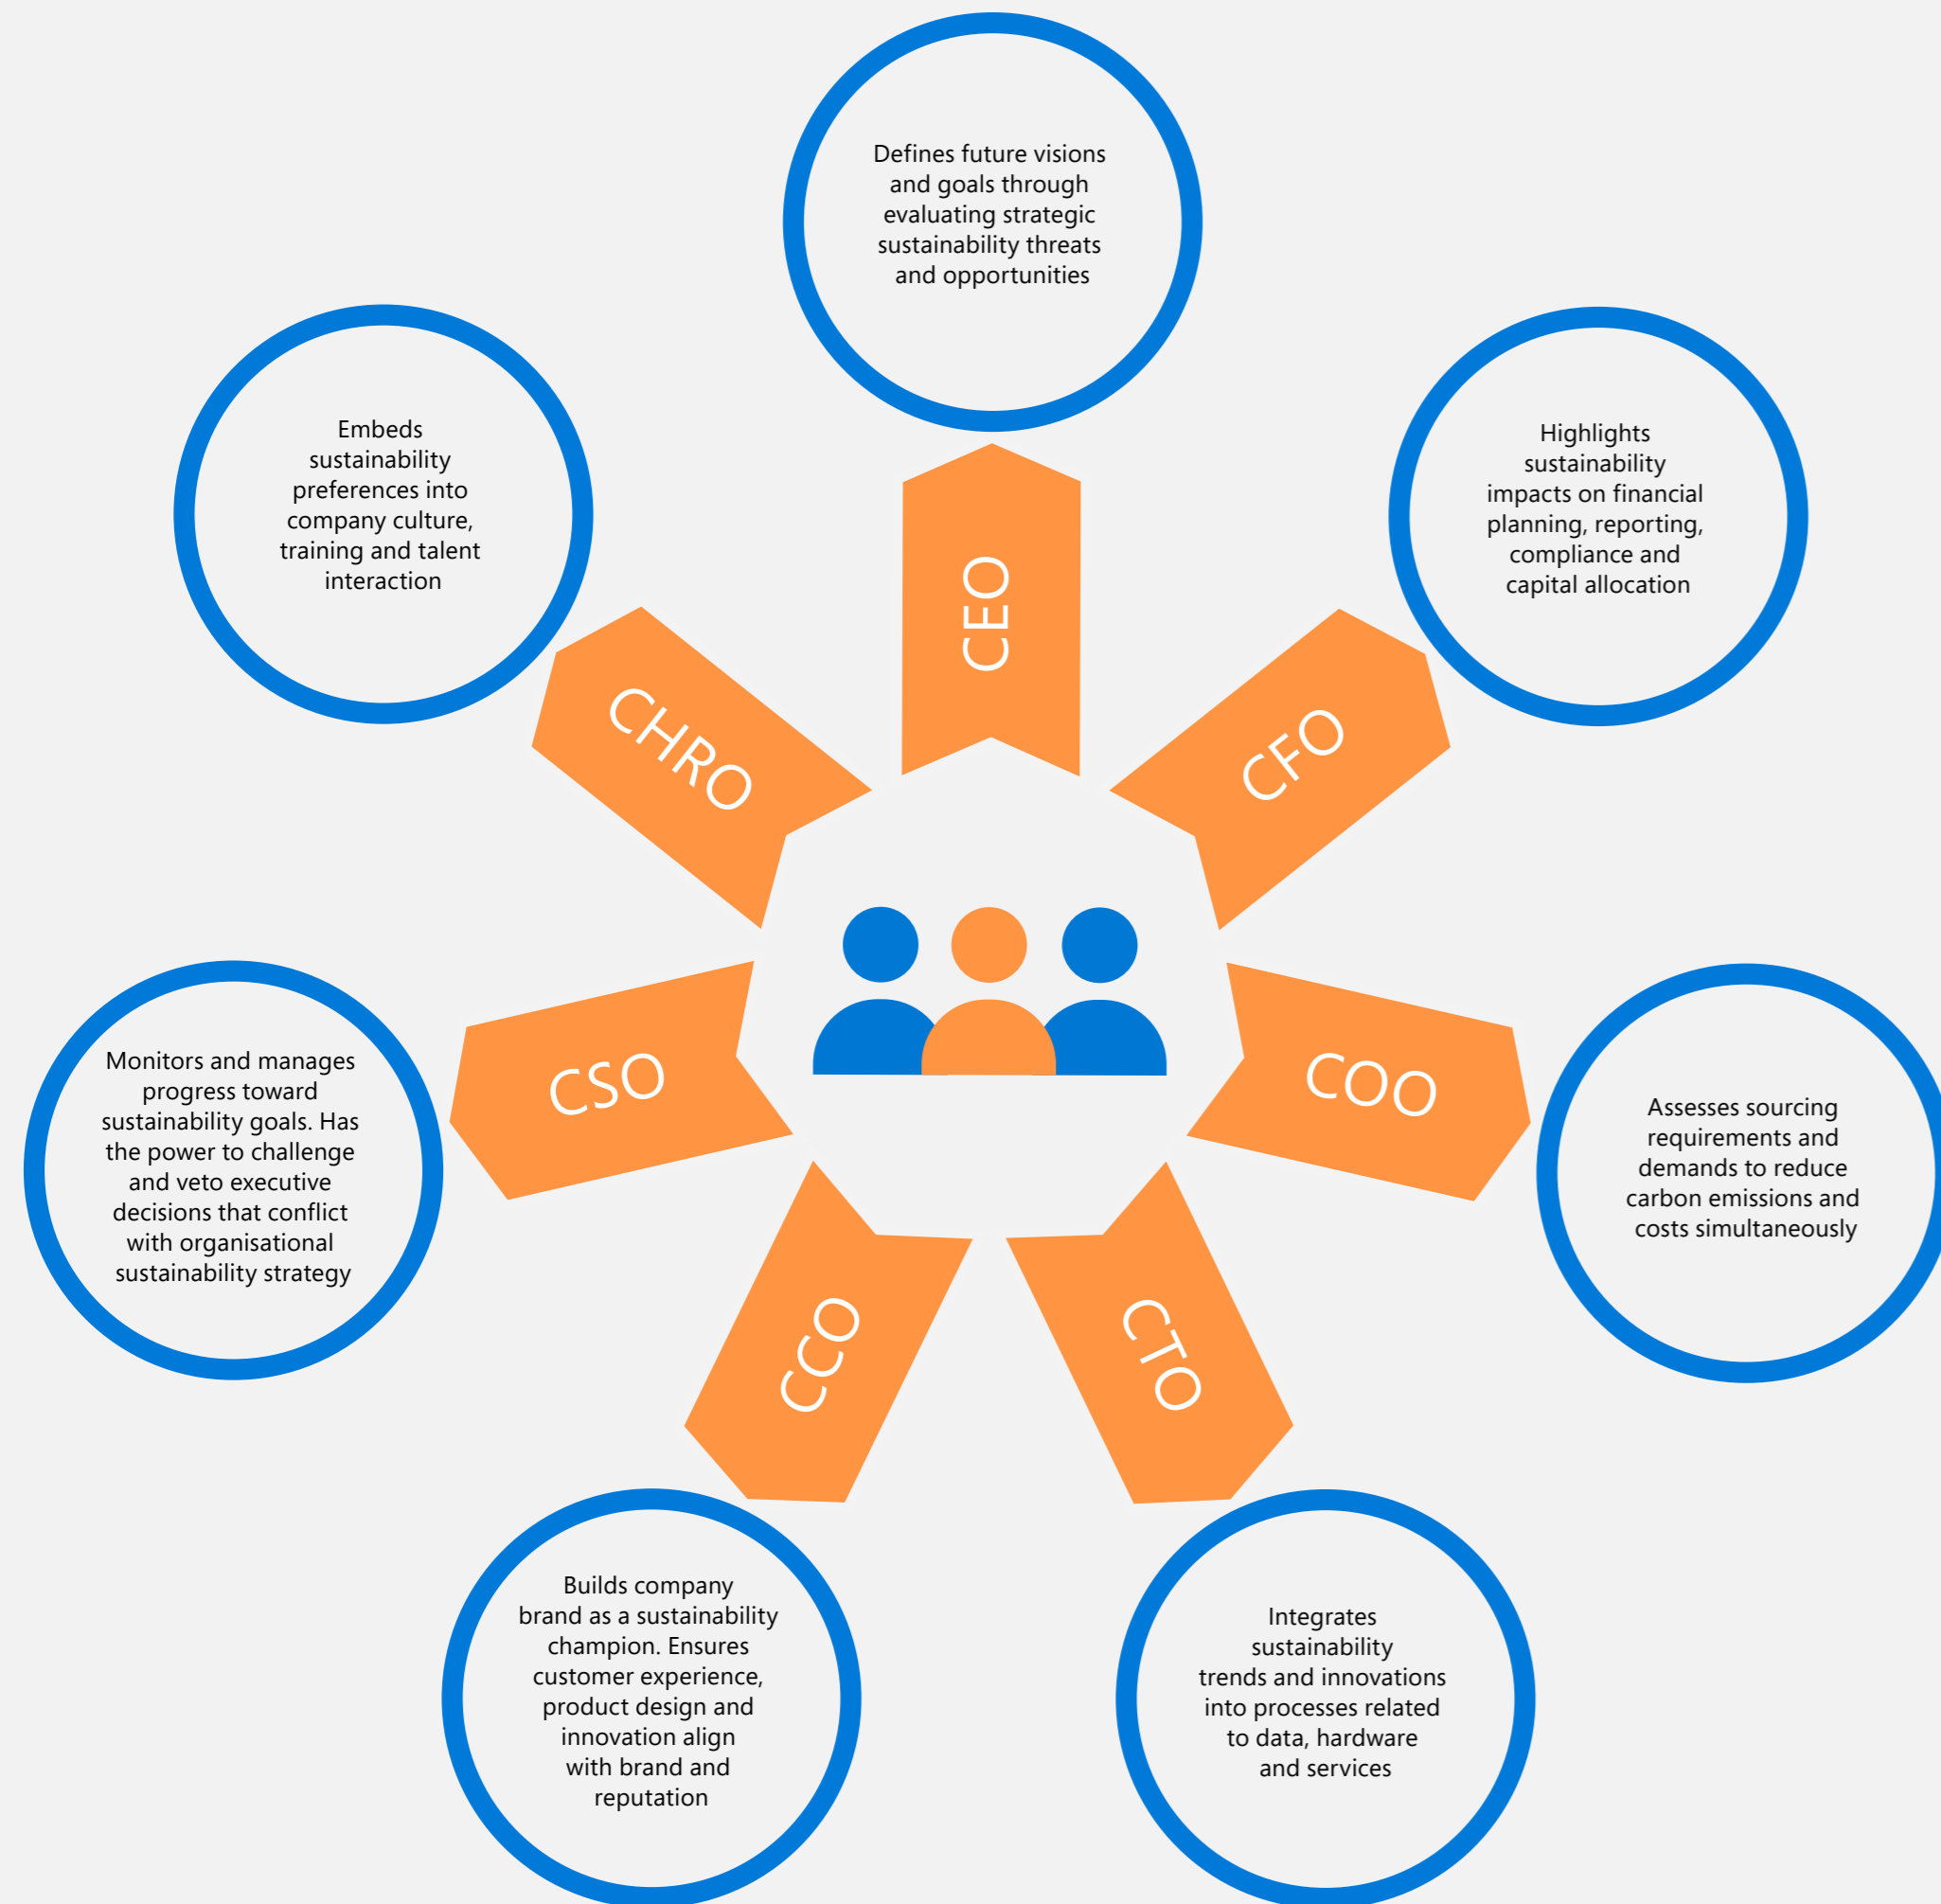 Defines future visions
and goals through
evaluating strategic
sustainability threats
and opportunities
CEO
Highlights
sustainability
impacts on financial
planning, reporting,
compliance and
capital allocation
CFO
Assesses sourcing
requirements and
demands to reduce
carbon emissions and
costs simultaneously
COO
Integrates
sustainability
trends and innovations
into processes related
to data, hardware
and services
CTO
Builds company
brand as a sustainability
champion. Ensures
customer experience,
product design and
innovation align
with brand and
reputation
CCO
Monitors and manages
progress toward
sustainability goals. Has
the power to challenge
and veto executive
decisions that conflict
with organisational
sustainability strategy
CSO
Embeds
sustainability
preferences into
company culture,
training and talent
interaction
CHRO